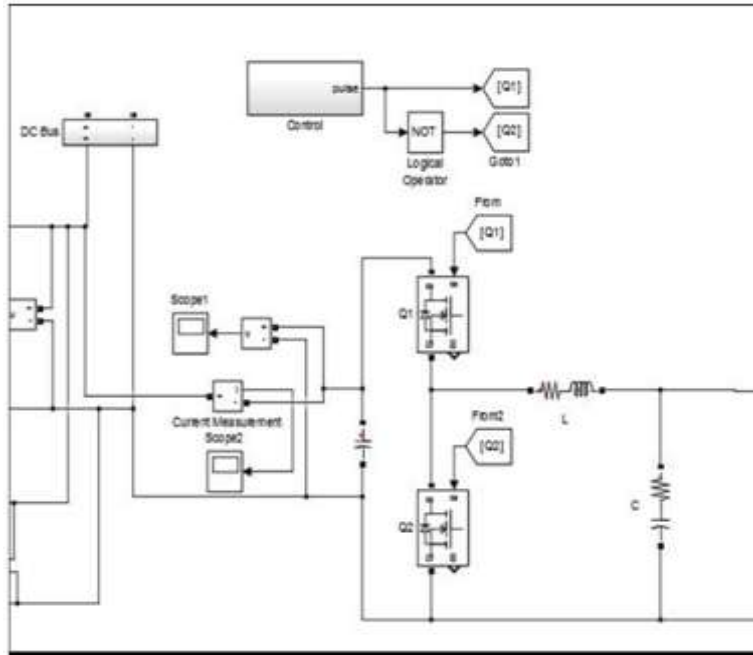 pulse
[Q1]
DC Bus
Control
NOT
[Q2]
Logical
Operator
Goto1
From
[Q1]
Scope1
Q1
Current Measurement
Scope2
From2
[Q2]
L
Q2
C